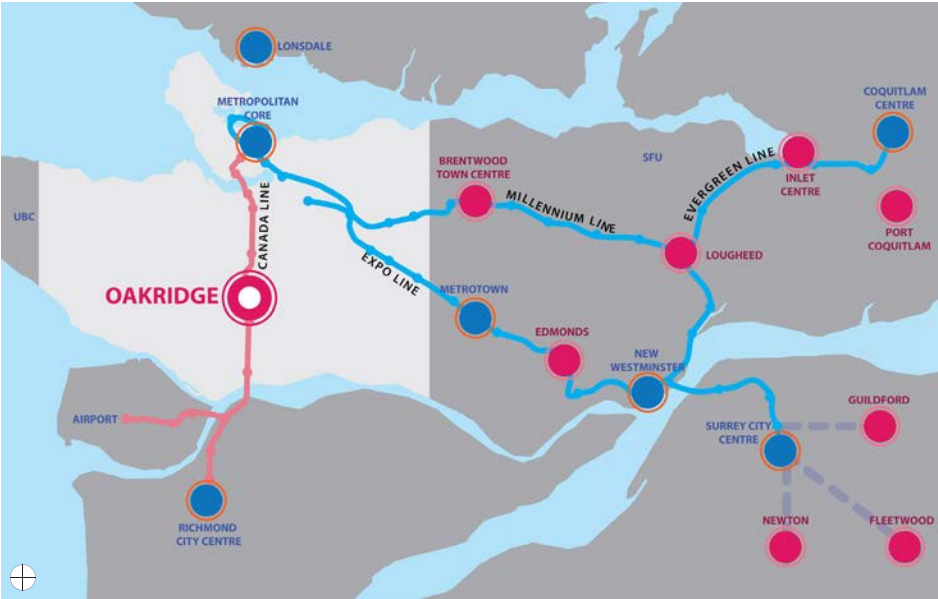 LONSDALE
METROPOLITAN
CORE
COQUITLAM
CENTRE
BRENTWOOD
TOWN CENTRE
SFU
EVERGREEN LINE
INLET
CENTRE
MILLENNIUM LINE
CANADA LINE
UBC
PORT
COQUITLAM
LOUGHEED
EXPO LINE
OAKRIDGE
METROTOWN
EDMONDS
NEW
WESTMINSTER
AIRPORT
GUILDFORD
SURREY CITY
CENTRE
RICHMOND
CITY CENTRE
NEWTON
FLEETWOOD